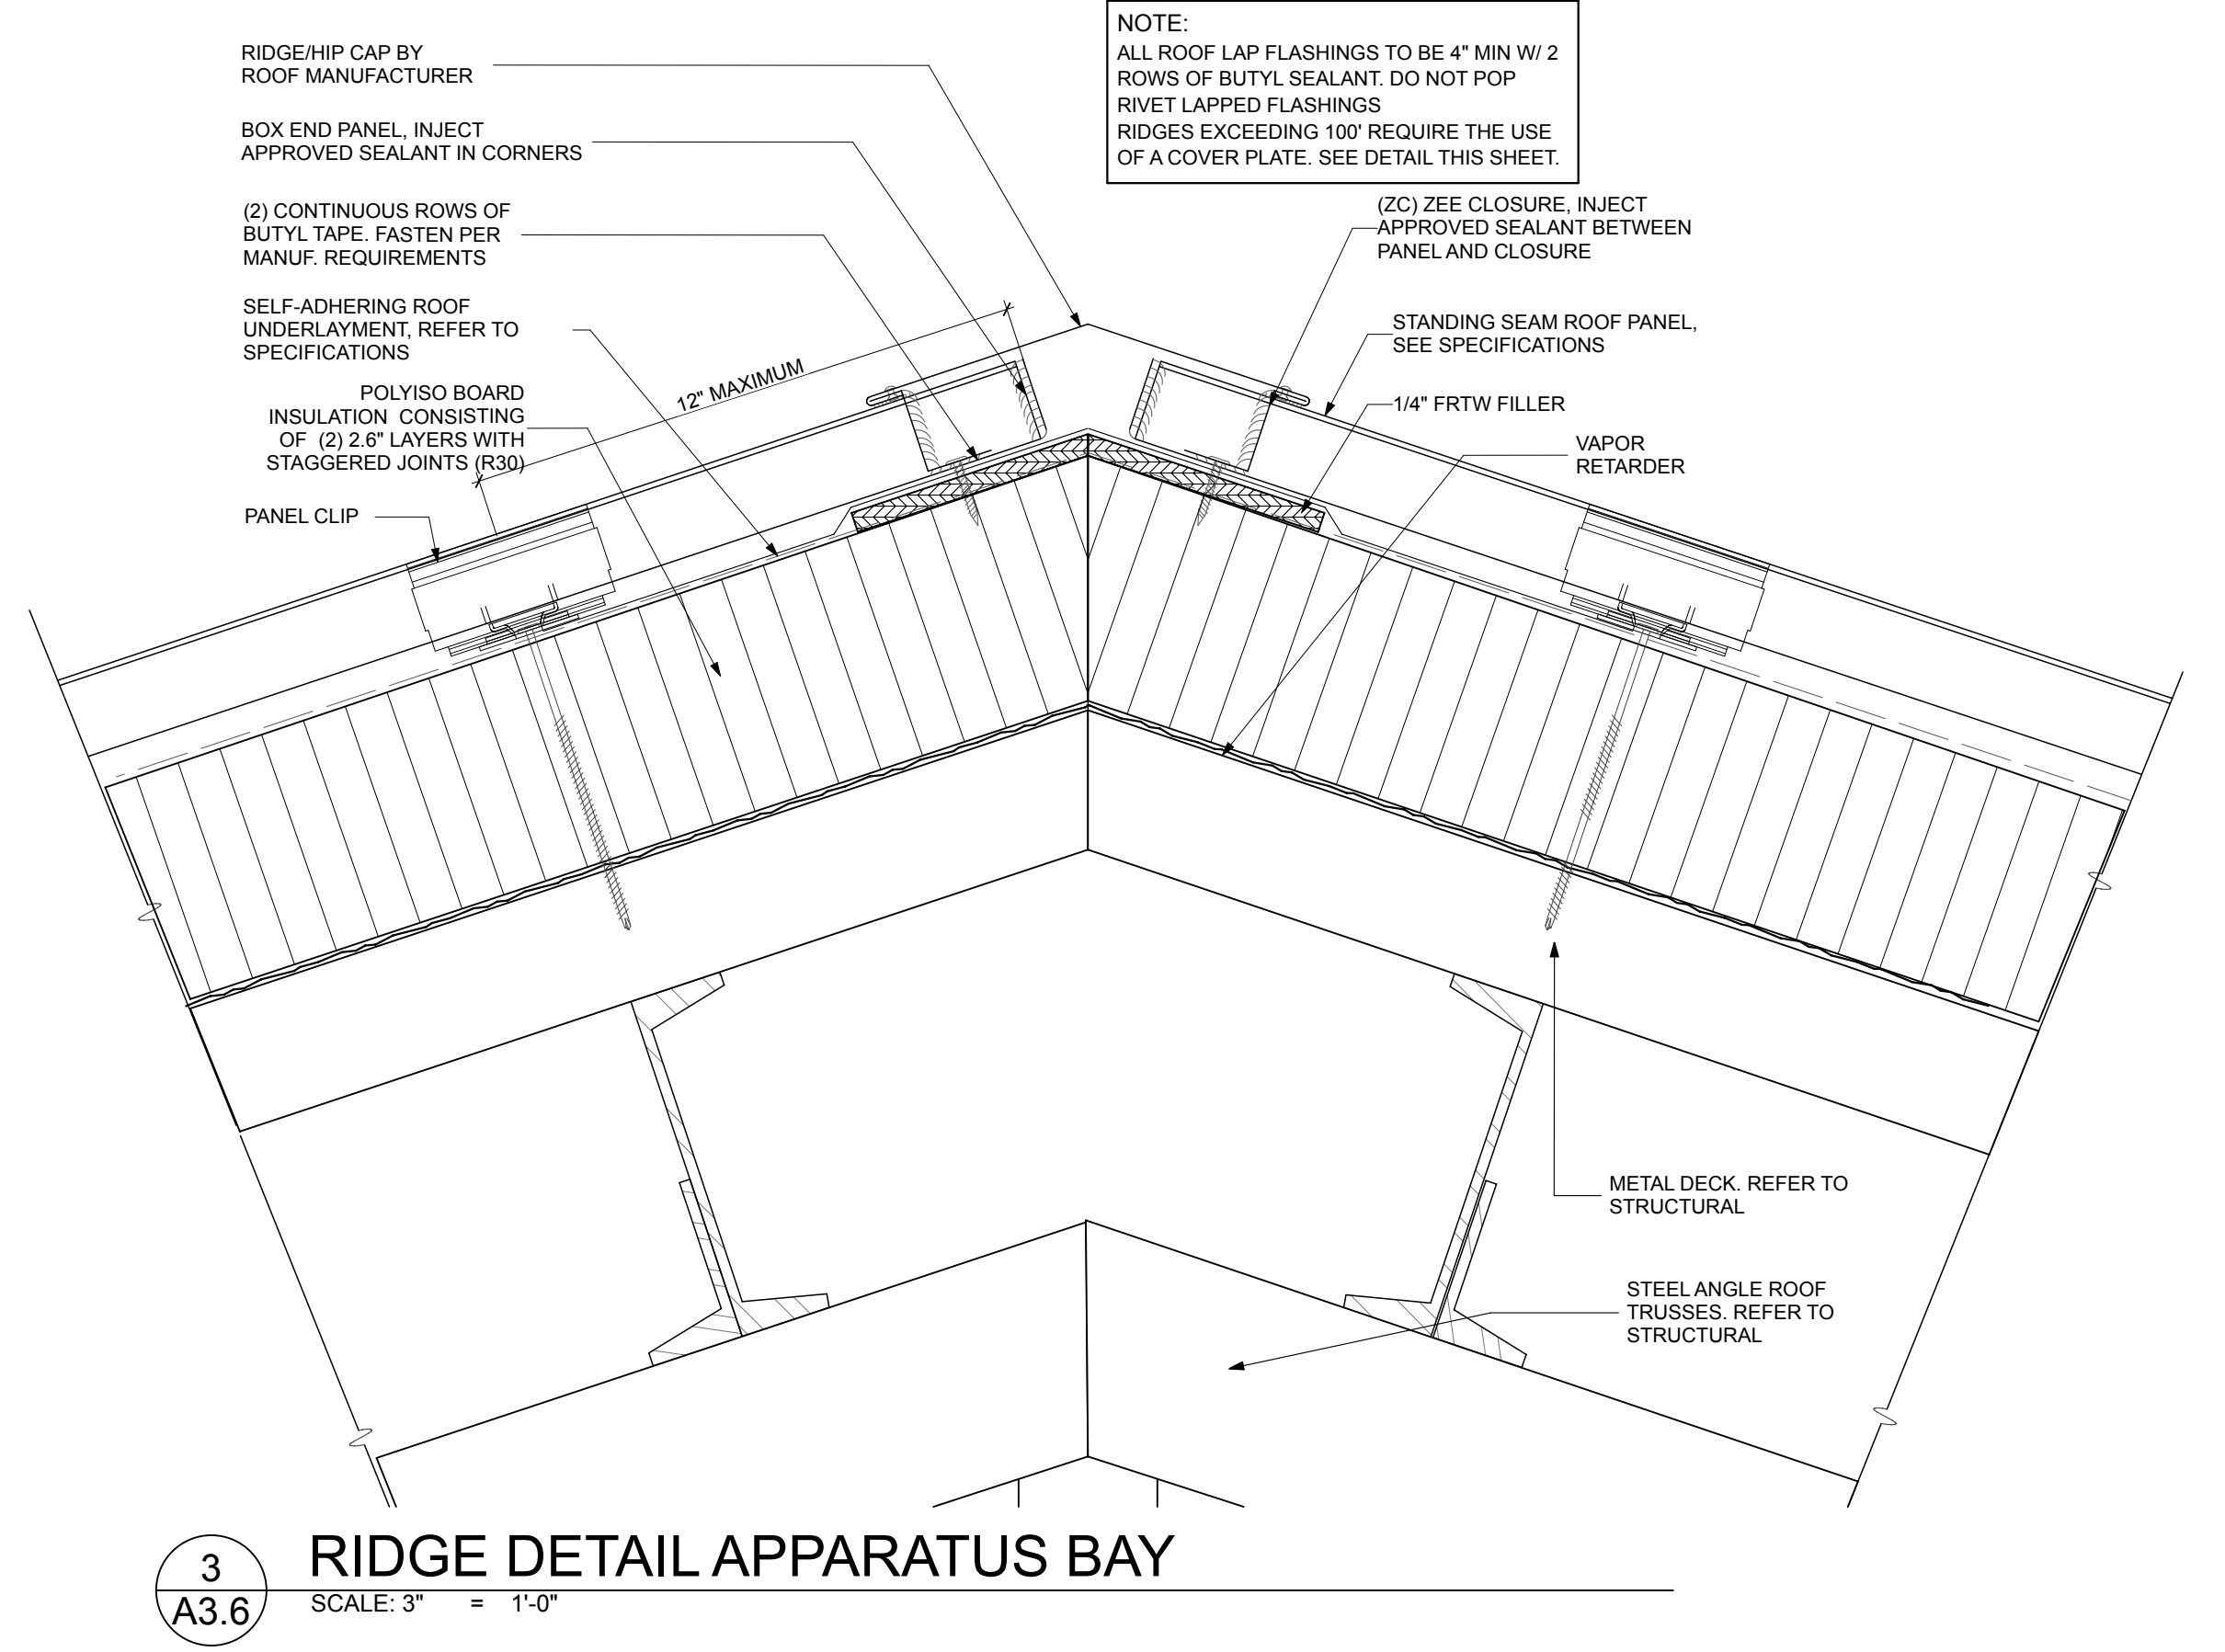 NOTE:
ALL ROOF LAP FLASHINGS TO BE 4" MIN W/ 2
ROWS OF BUTYL SEALANT. DO NOT POP
RIVET LAPPED FLASHINGS
RIDGES EXCEEDING 100' REQUIRE THE USE
OF A COVER PLATE. SEE DETAIL THIS SHEET.
RIDGE/HIP CAP BY
ROOF MANUFACTURER
BOX END PANEL, INJECT
APPROVED SEALANT IN CORNERS
(2) CONTINUOUS ROWS OF
BUTYL TAPE. FASTEN PER
MANUF. REQUIREMENTS
SELF-ADHERING ROOF
UNDERLAYMENT, REFER TO
SPECIFICATIONS
POLYISO BOARD
INSULATION CONSISTING
OF (2) 2.6" LAYERS WITH
STAGGERED JOINTS (R30)
PANEL CLIP
12" MAXIMUM
(ZC) ZEE CLOSURE, INJECT
APPROVED SEALANT BETWEEN
PANEL AND CLOSURE
STANDING SEAM ROOF PANEL,
SEE SPECIFICATIONS
1/4" FRTW FILLER
VAPOR
RETARDER
METAL DECK. REFER TO
STRUCTURAL
STEEL ANGLE ROOF
TRUSSES. REFER TO
STRUCTURAL
3
A3.6
RIDGE DETAIL APPARATUS BAY
SCALE: 3" = 1'-0"